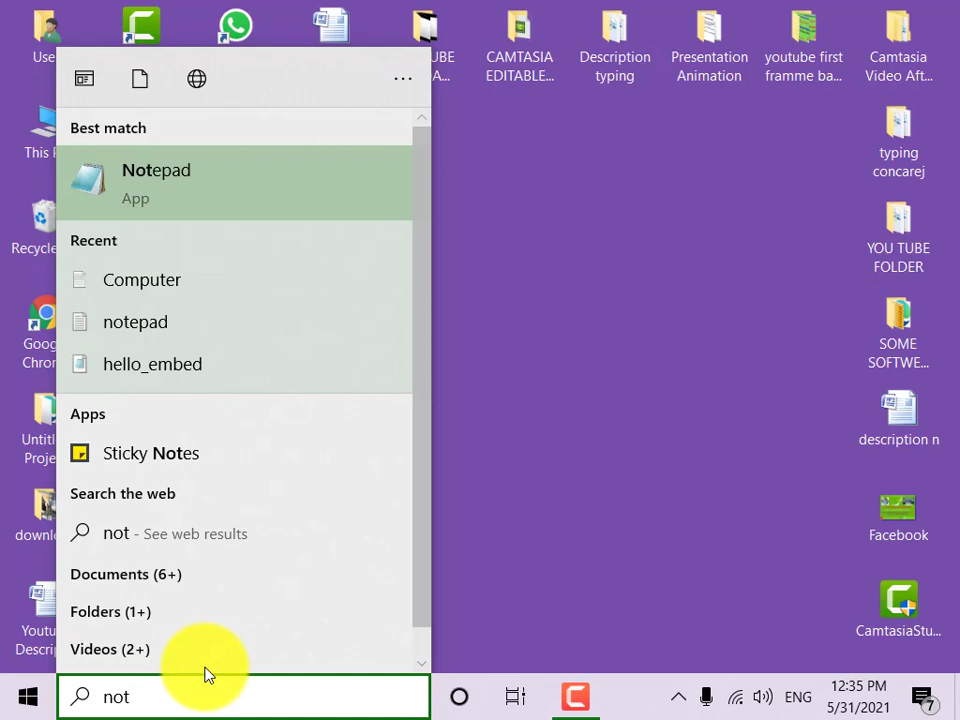 Use
UBE
A...
CAMTASIA
EDITABLE...
Description
typing
Presentation
Animation
youtube first
framme ba...
Camtasia
Video Aft...
...
Best match
Notepad
App
Recent
Computer
notepad
hello_embed
Apps
Sticky Notes
Search the web
not - See web results
Documents (6+)
Folders (1+)
Videos (2+)
not
This
Recycle
Goog
Chro
Untitl
Proje
down
Youtu
Descri
typing
concarej
YOU TUBE
FOLDER
SOME
SOFTWE...
description n
Facebook
CamtasiaStu...
ENG
12:35 PM
5/31/2021
7